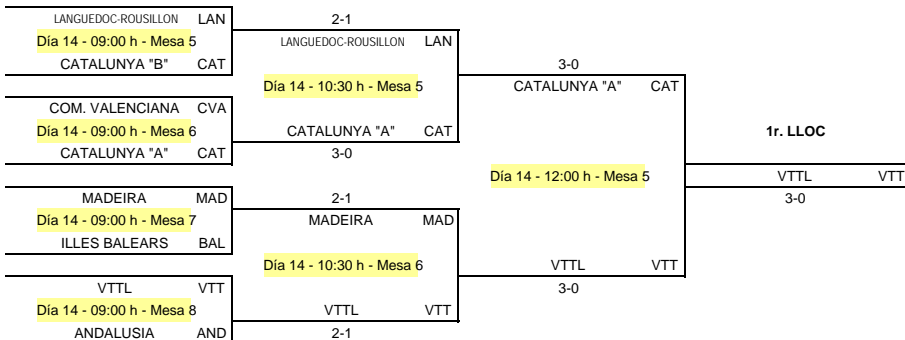 LANGUEDOC-ROUSILLON LAN 2-1
Día 14 - 09:00 h - Mesa 5 LANGUEDOC-ROUSILLON LAN
CATALUNYA "B" CAT 3-0
Día 14 - 10:30 h - Mesa 5 CATALUNYA "A" CAT
COM. VALENCIANA CVA
Día 14 - 09:00 h - Mesa 6 CATALUNYA "A" CAT 1r. LLOC
CATALUNYA "A" CAT 3-0
Día 14 - 12:00 h - Mesa 5 VTTL VTT
MADEIRA MAD 2-1 3-0
Día 14 - 09:00 h - Mesa 7 MADEIRA MAD
ILLES BALEARS BAL
Día 14 - 10:30 h - Mesa 6 VTTL VTT
VTTL VTT 3-0
Día 14 - 09:00 h - Mesa 8 VTTL VTT
ANDALUSIA AND 2-1